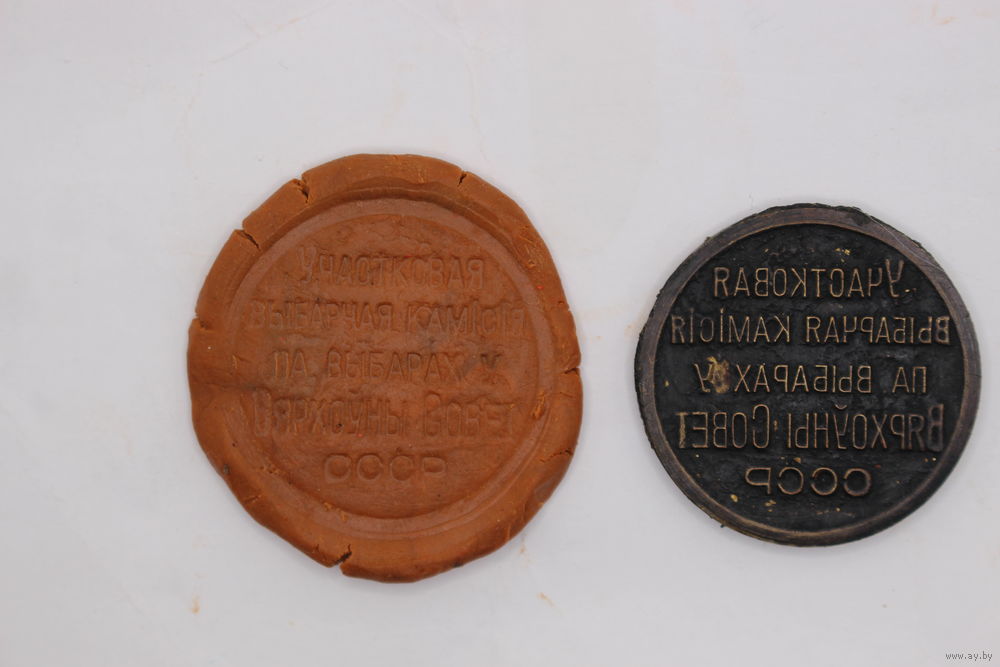 Участковая
выбарчая камісія
па выбарах у
Вярхоўны Совет
СССР
Участковая
выбарчая камісія
па выбарах у
Вярхоўны Совет
СССР
www.ay.by